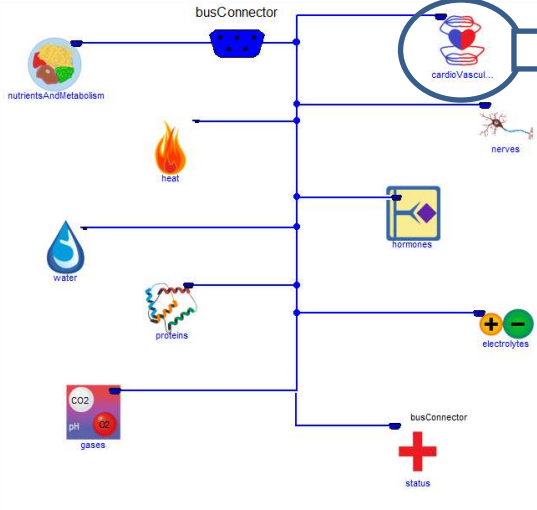 busConnector
cardioVascul...
nutrientsAndMetabolism
nerves
heat
hormones
water
proteins
+ −
electrolytes
CO2
pH
O2
gases
busConnector
status